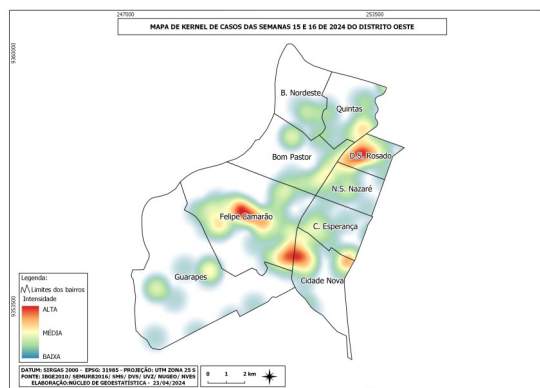 247000
253500
MAPA DE KERNEL DE CASOS DAS SEMANAS 15 E 16 DE 2024 DO DISTRITO OESTE
9360000
B. Nordeste
Quintas
Bom Pastor
D.S. Rosado
N.S. Nazaré
Felipe Camarão
C. Esperança
Guarapes
Cidade Nova
9353500
Legenda:
Limites dos bairros
Intensidade
ALTA
MÉDIA
BAIXA
DATUM: SIRGAS 2000 - EPSG: 31985 - PROJEÇÃO: UTM ZONA 25 S
FONTE: IBGE2010/ SEMURB2016/ SMS/ DVS/ UVZ/ NUGEO/ NVES
ELABORAÇÃO:NÚCLEO DE GEOESTATÍSTICA - 23/04/2024
0 1 2 km